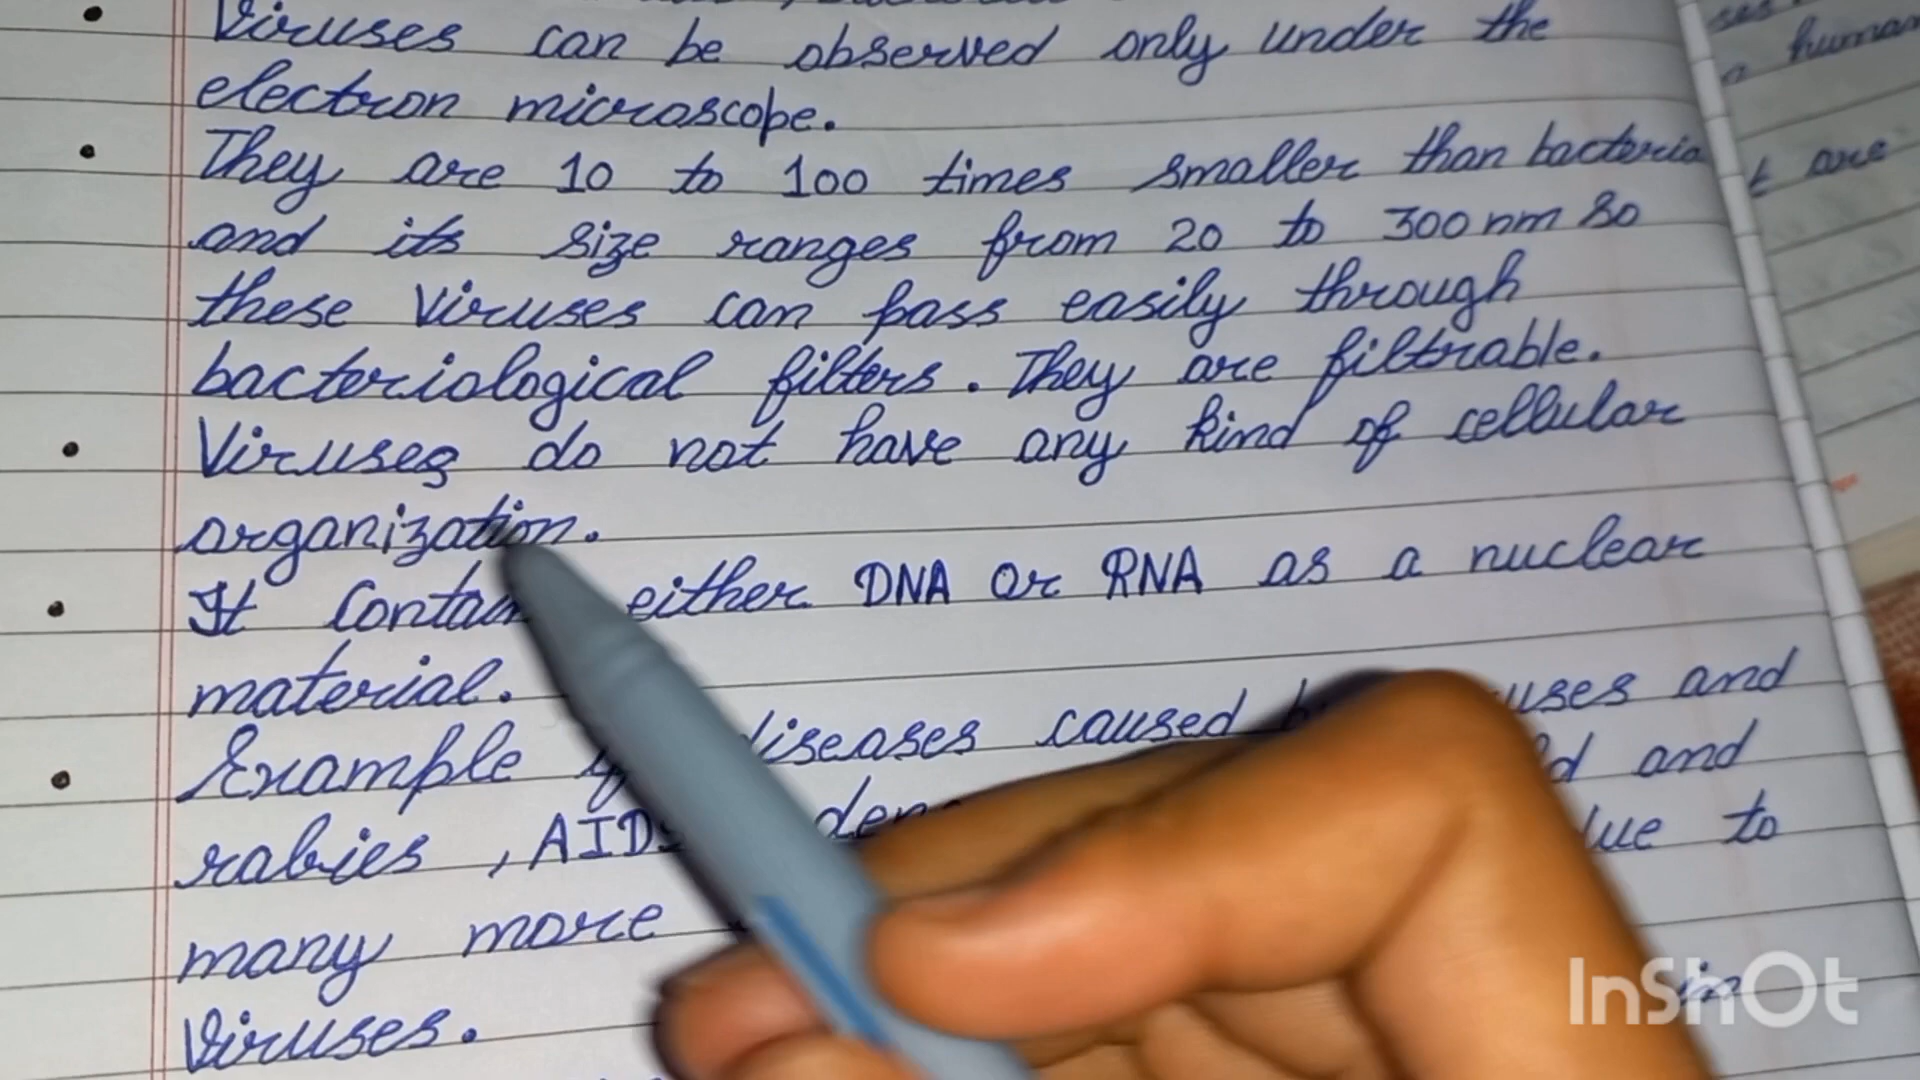 Viruses can be observed only under the
electron microscope.
They are 10 to 100 times smaller than bacteria
and its size ranges from 20 to 300 nm so
these Viruses can pass easily through
bacteriological filters. They are filtrable.
Viruses do not have any kind of cellular
organization.
It either DNA or RNA as a nuclear
material.
Example diseases caused and
rabies, AIDS and
many more due to
Viruses.
in
human
are
InShOt